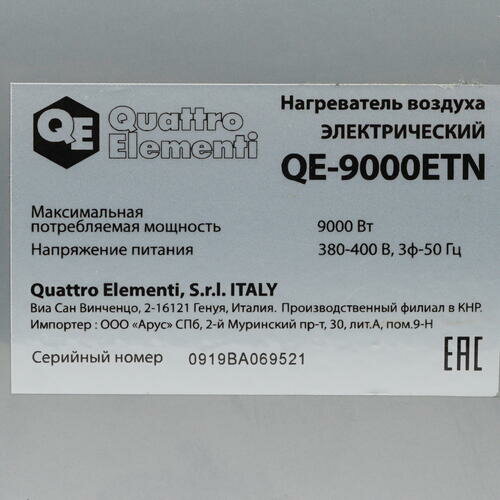 QE Quattro Elementi
Нагреватель воздуха
ЭЛЕКТРИЧЕСКИЙ
QE-9000ETN
Максимальная
потребляемая мощность 9000 Вт
Напряжение питания 380-400 В, 3ф-50 Гц
Quattro Elementi, S.r.l. ITALY
Виа Сан Винченцо, 2-16121 Генуя, Италия. Производственный филиал в КНР.
Импортер : ООО «Арус» СПб, 2-й Муринский пр-т, 30, лит.А, пом.9-Н
Серийный номер 0919BA069521
EAC